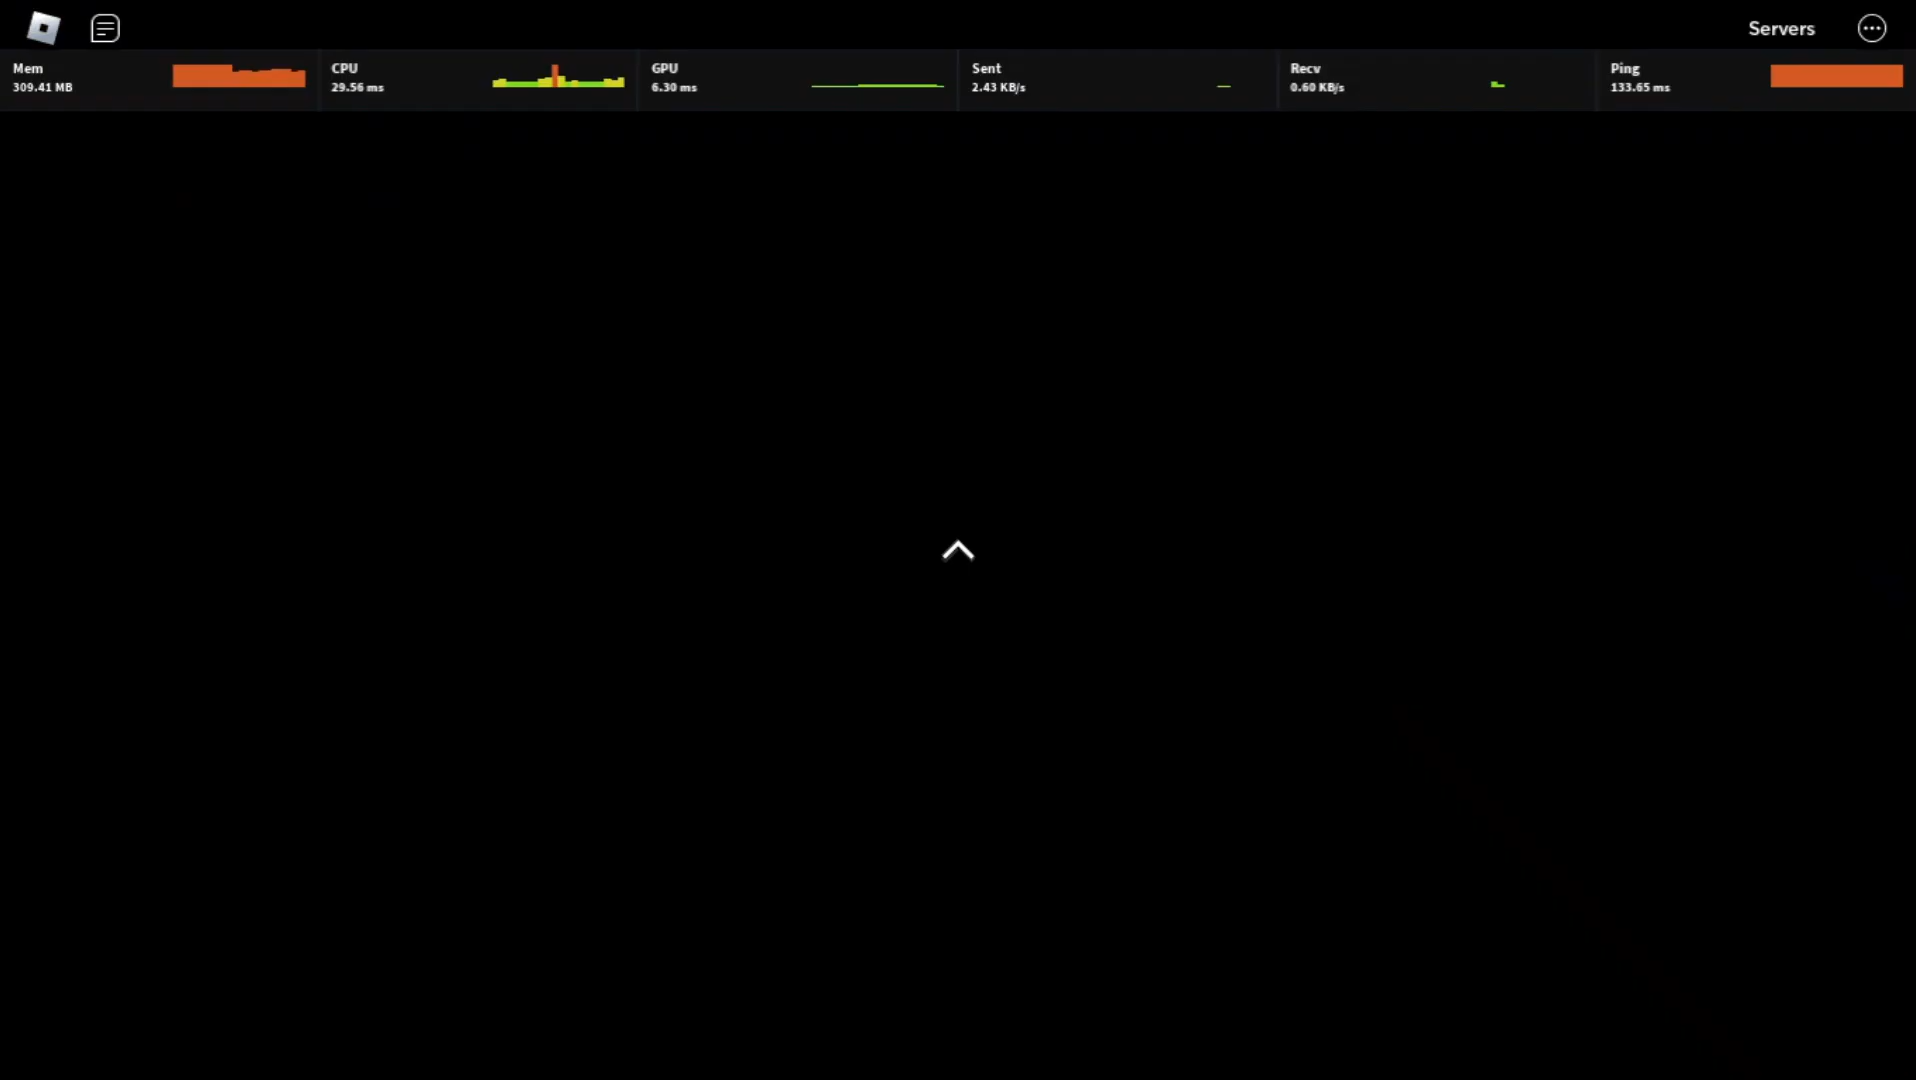 Servers
Mem
309.41 MB
CPU
29.56 ms
GPU
6.30 ms
Sent
2.43 KB/s
Recv
0.60 KB/s
Ping
133.65 ms